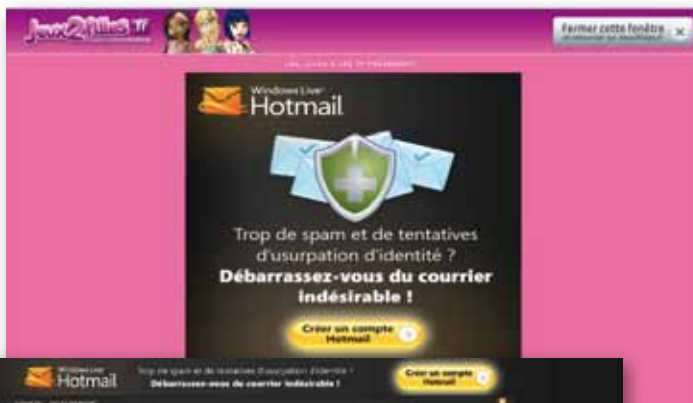 Jeux2filles.fr
Fermer cette fenêtre
Windows Live
Hotmail
Trop de spam et de tentatives
d'usurpation d'identité ?
Débarrassez-vous du courrier
indésirable !
Créer un compte
Hotmail
Windows Live
Hotmail
Trop de spam et de tentatives d'usurpation d'identité ?
Débarrassez-vous du courrier indésirable !
Créer un compte
Hotmail